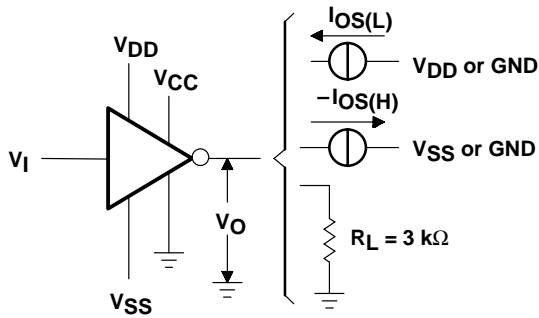 IOS(L)
VDD
VCC
VDD or GND
–IOS(H)
VI
VSS or GND
VO
RL = 3 kΩ
VSS